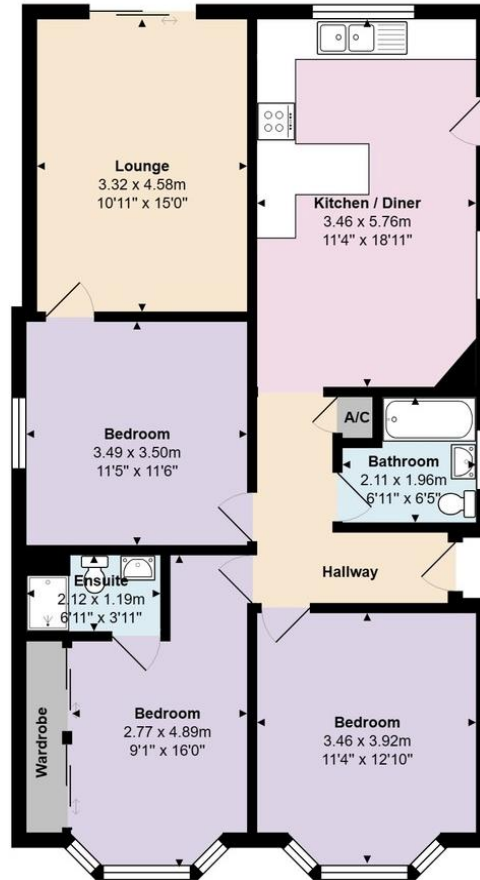 Lounge
3.32 x 4.58m
10'11" x 15'0"
Kitchen / Diner
3.46 x 5.76m
11'4" x 18'11"
Bedroom
3.49 x 3.50m
11'5" x 11'6"
A/C
Bathroom
2.11 x 1.96m
6'11" x 6'5"
Hallway
Ensuite
2.12 x 1.19m
6'11" x 3'11"
Wardrobe
Bedroom
2.77 x 4.89m
9'1" x 16'0"
Bedroom
3.46 x 3.92m
11'4" x 12'10"